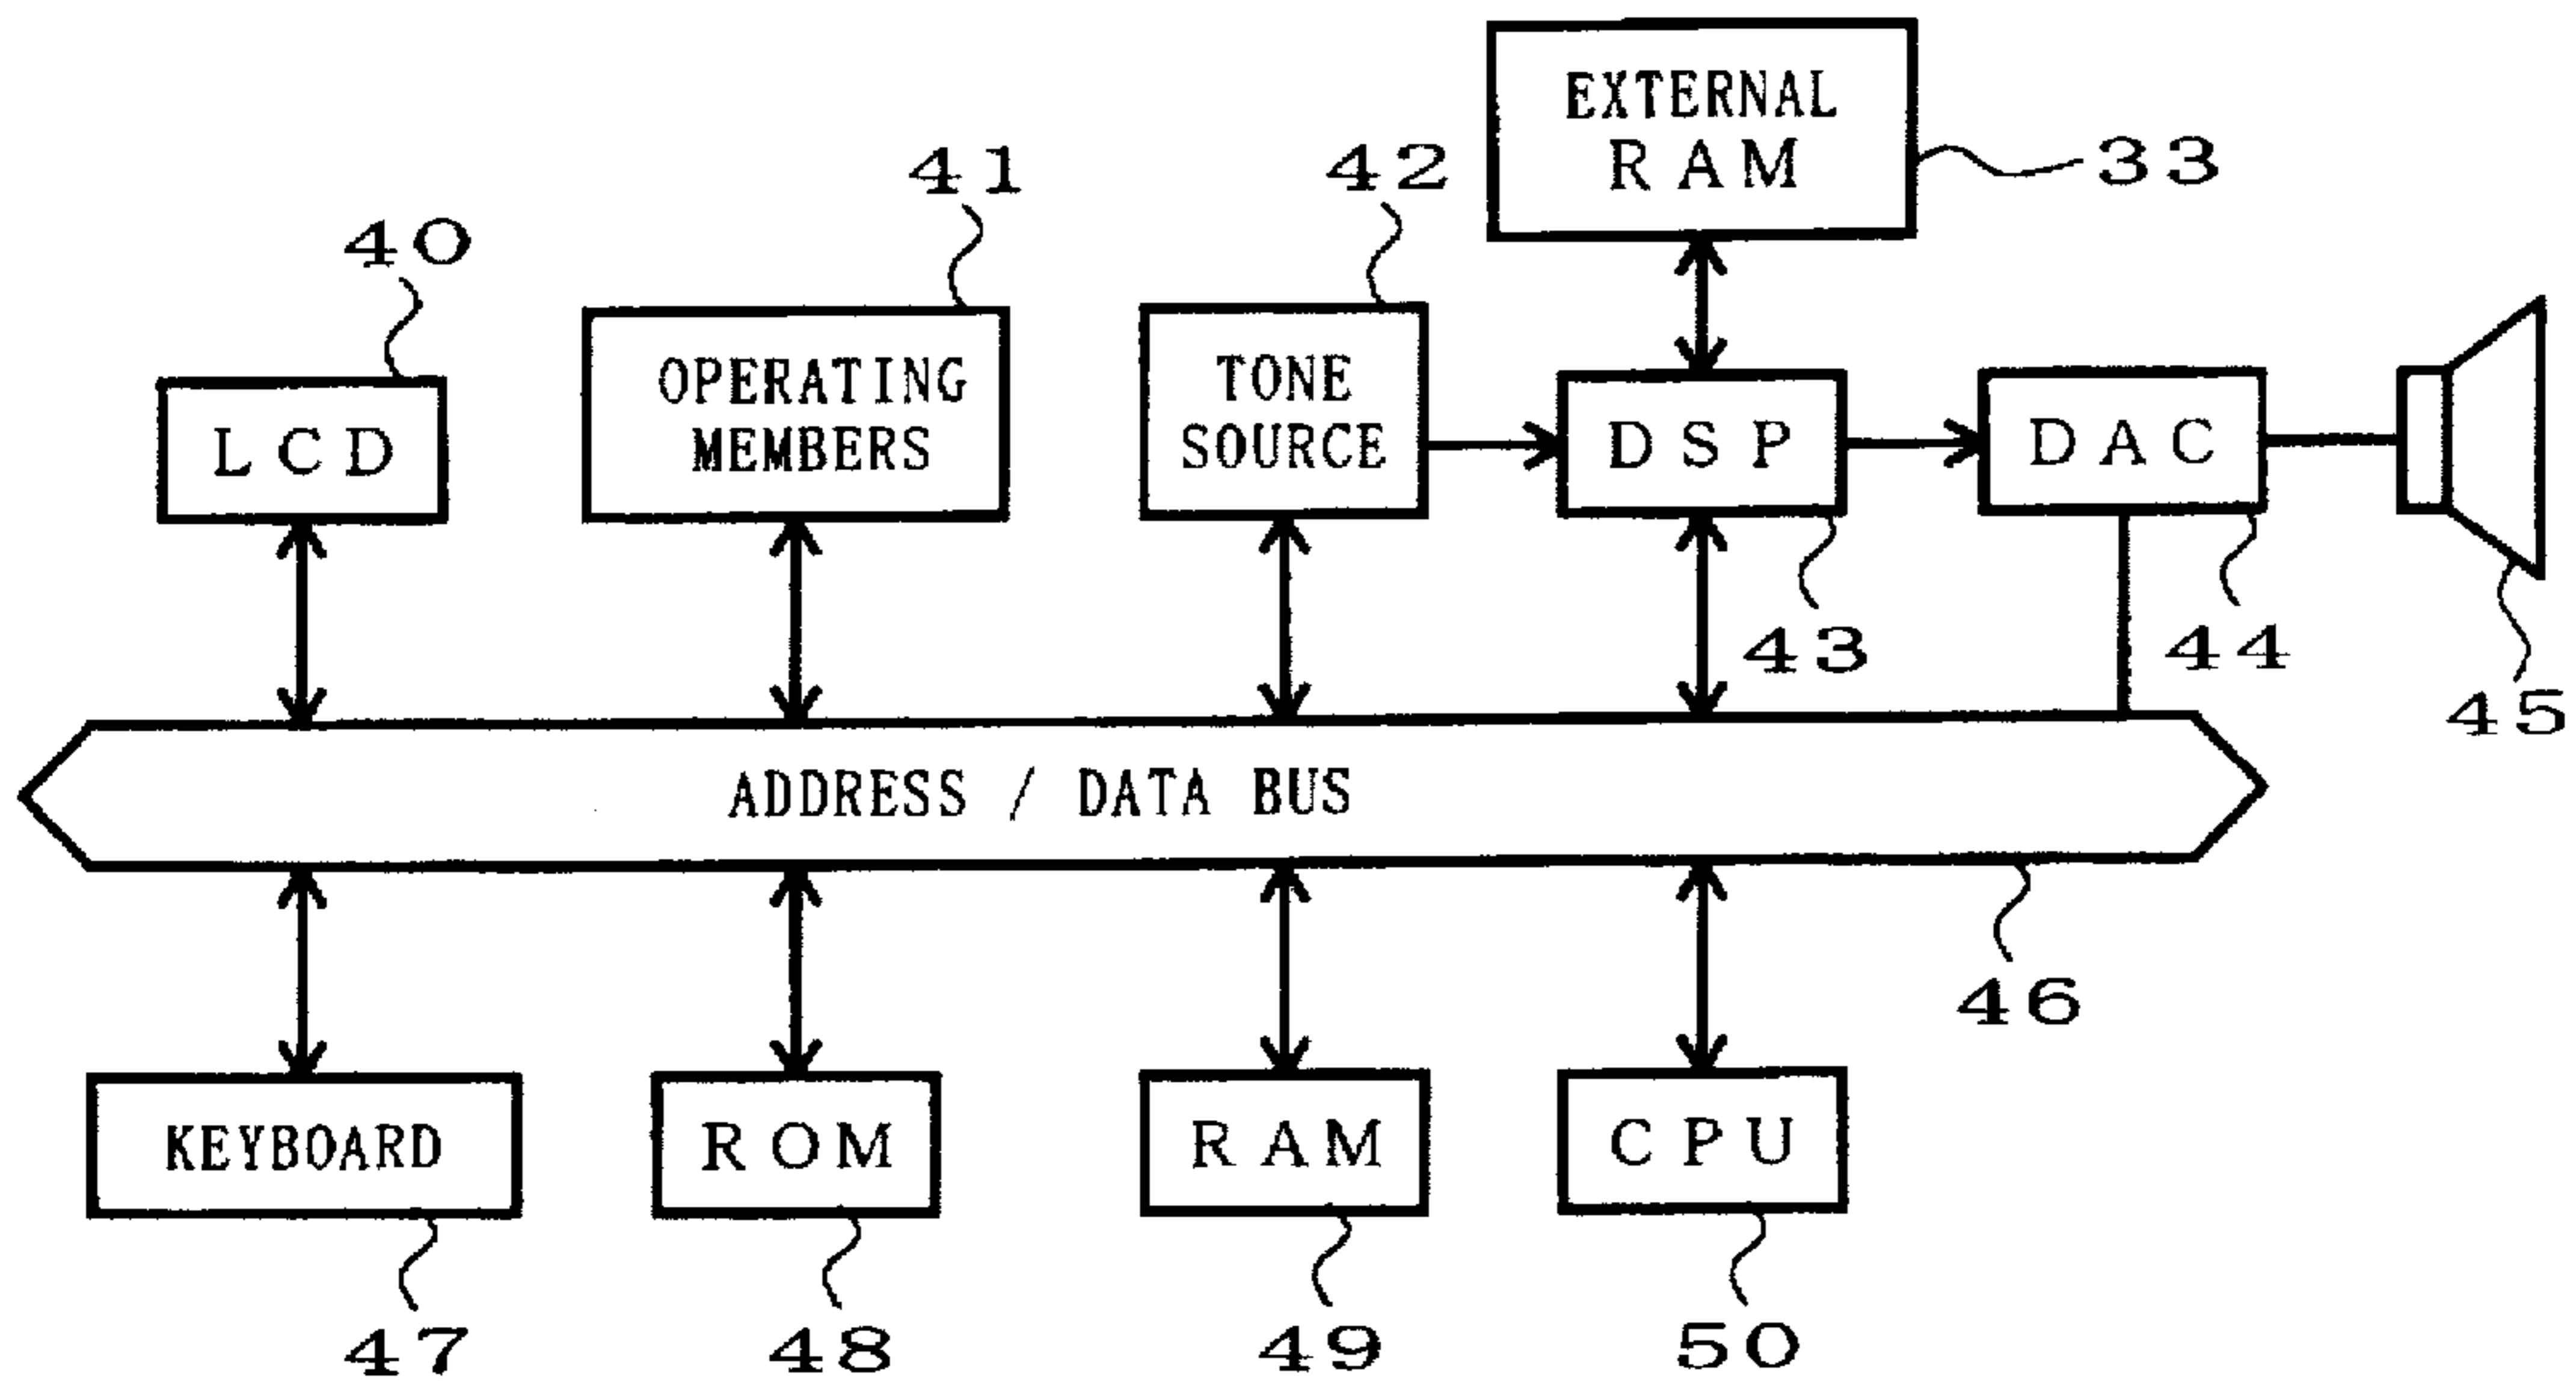 EXTERNAL
RAM
33
41
42
40
LCD
OPERATING
MEMBERS
TONE
SOURCE
DSP
DAC
43
44
45
ADDRESS / DATA BUS
46
KEYBOARD
ROM
RAM
CPU
47
48
49
50